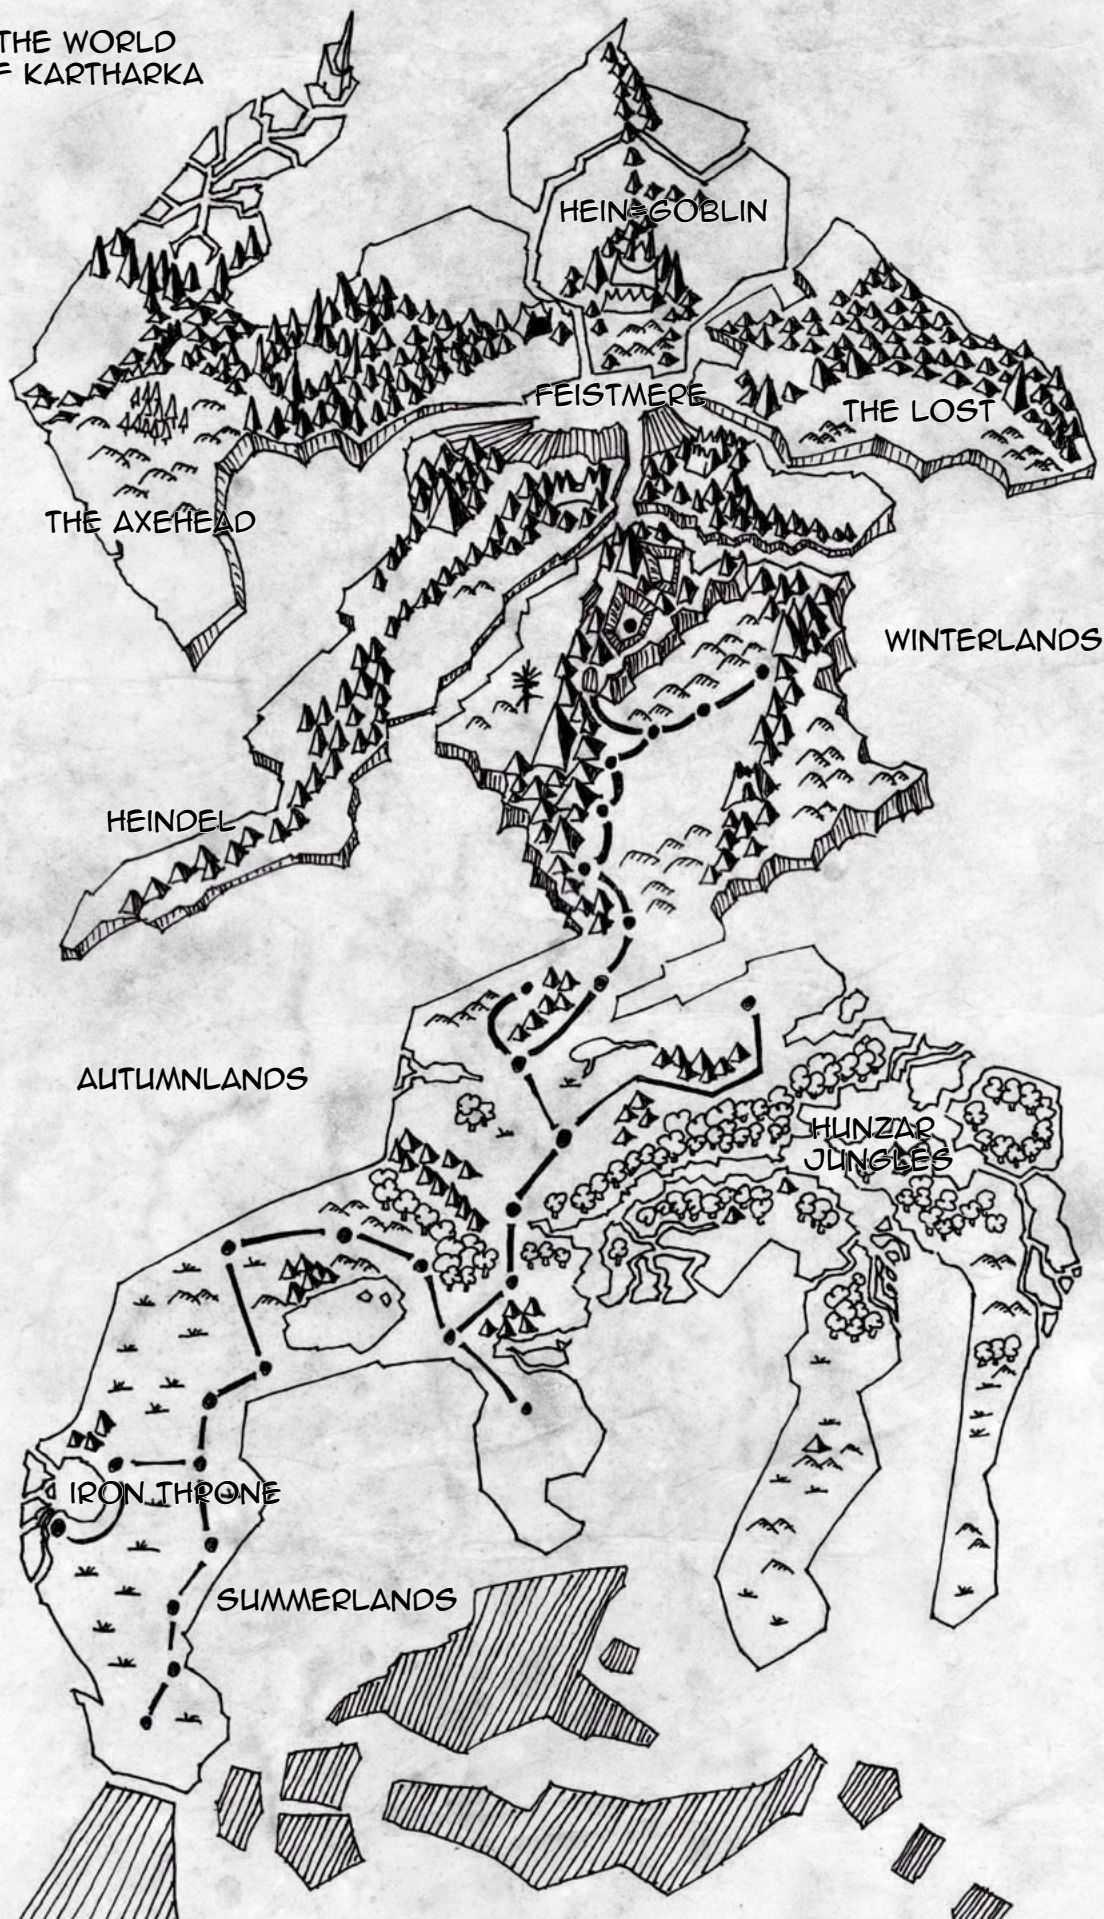 THE WORLD
F KARTHARKA
HEIN=GOBLIN
FEISTMERE
THE LOST
THE AXEHEAD
WINTERLANDS
HEINDEL
AUTUMNLANDS
HUNZAR
JUNGLES
IRON THRONE
SUMMERLANDS